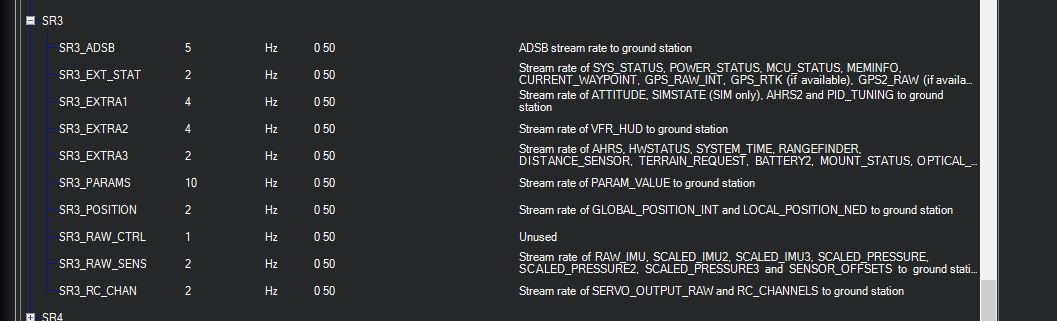 SR3
SR3_ADSB 5 Hz 0 50 ADSB stream rate to ground station
SR3_EXT_STAT 2 Hz 0 50 Stream rate of SYS_STATUS, POWER_STATUS, MCU_STATUS, MEMINFO,
CURRENT_WAYPOINT, GPS_RAW_INT, GPS_RTK (if available), GPS2_RAW (if availa...
SR3_EXTRA1 4 Hz 0 50 Stream rate of ATTITUDE, SIMSTATE (SIM only), AHRS2 and PID_TUNING to ground
station
SR3_EXTRA2 4 Hz 0 50 Stream rate of VFR_HUD to ground station
SR3_EXTRA3 2 Hz 0 50 Stream rate of AHRS, HWSTATUS, SYSTEM_TIME, RANGEFINDER,
DISTANCE_SENSOR, TERRAIN_REQUEST, BATTERY2, MOUNT_STATUS, OPTICAL_...
SR3_PARAMS 10 Hz 0 50 Stream rate of PARAM_VALUE to ground station
SR3_POSITION 2 Hz 0 50 Stream rate of GLOBAL_POSITION_INT and LOCAL_POSITION_NED to ground station
SR3_RAW_CTRL 1 Hz 0 50 Unused
SR3_RAW_SENS 2 Hz 0 50 Stream rate of RAW_IMU, SCALED_IMU2, SCALED_IMU3, SCALED_PRESSURE,
SCALED_PRESSURE2, SCALED_PRESSURE3 and SENSOR_OFFSETS to ground stati...
SR3_RC_CHAN 2 Hz 0 50 Stream rate of SERVO_OUTPUT_RAW and RC_CHANNELS to ground station
SR4